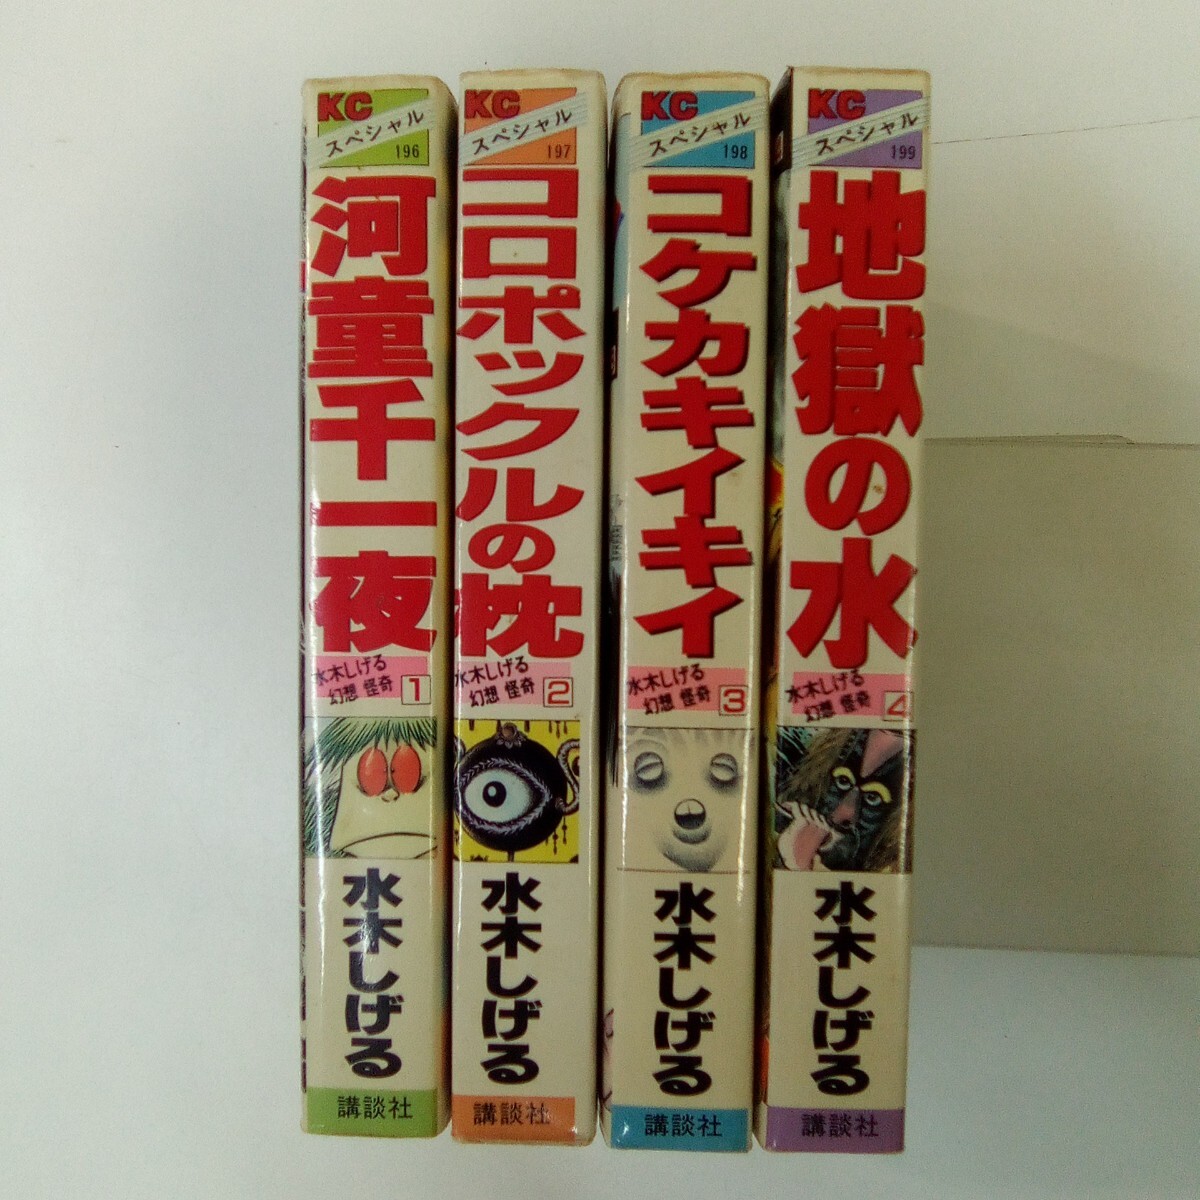 KC
スペシャル
196
河童千一夜
水木しげる
幻想 怪奇
1
水木しげる
講談社
KC
スペシャル
197
コロポックルの枕
水木しげる
幻想 怪奇
2
水木しげる
講談社
KC
スペシャル
198
コケカキイキイ
水木しげる
幻想 怪奇
3
水木しげる
講談社
KC
スペシャル
199
地獄の水
水木しげる
幻想 怪奇
4
水木しげる
講談社